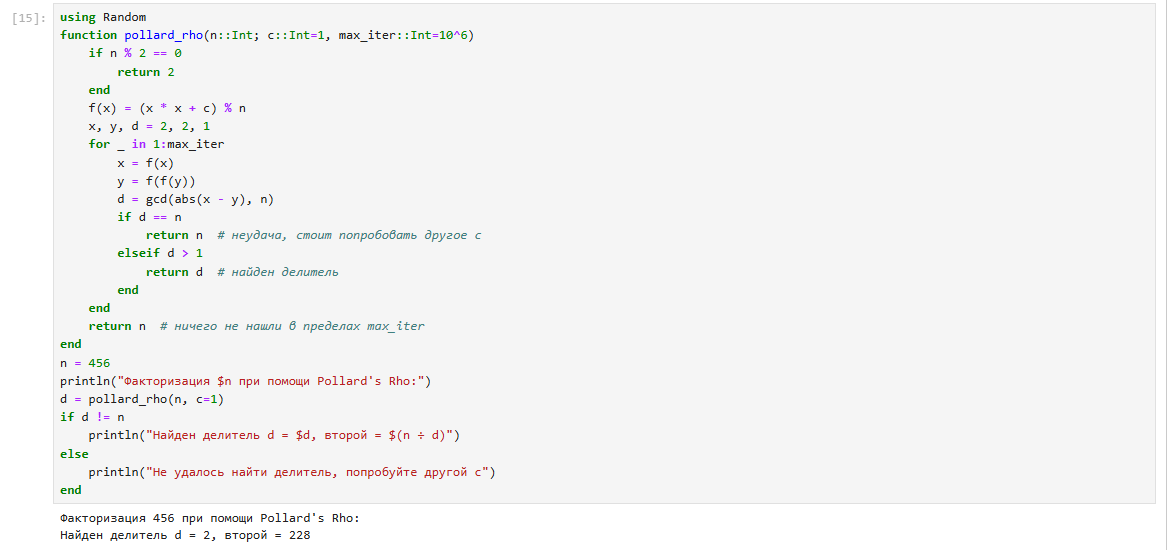 [15]:
using Random
function pollard_rho(n::Int; c::Int=1, max_iter::Int=10^6)
    if n % 2 == 0
        return 2
    end
    f(x) = (x * x + c) % n
    x, y, d = 2, 2, 1
    for _ in 1:max_iter
        x = f(x)
        y = f(f(y))
        d = gcd(abs(x - y), n)
        if d == n
            return n  # неудача, стоит попробовать другое c
        elseif d > 1
            return d  # найден делитель
        end
    end
    return n  # ничего не нашли в пределах max_iter
end
n = 456
println("Факторизация $n при помощи Pollard's Rho:")
d = pollard_rho(n, c=1)
if d != n
    println("Найден делитель d = $d, второй = $(n ÷ d)")
else
    println("Не удалось найти делитель, попробуйте другой c")
end
Факторизация 456 при помощи Pollard's Rho:
Найден делитель d = 2, второй = 228